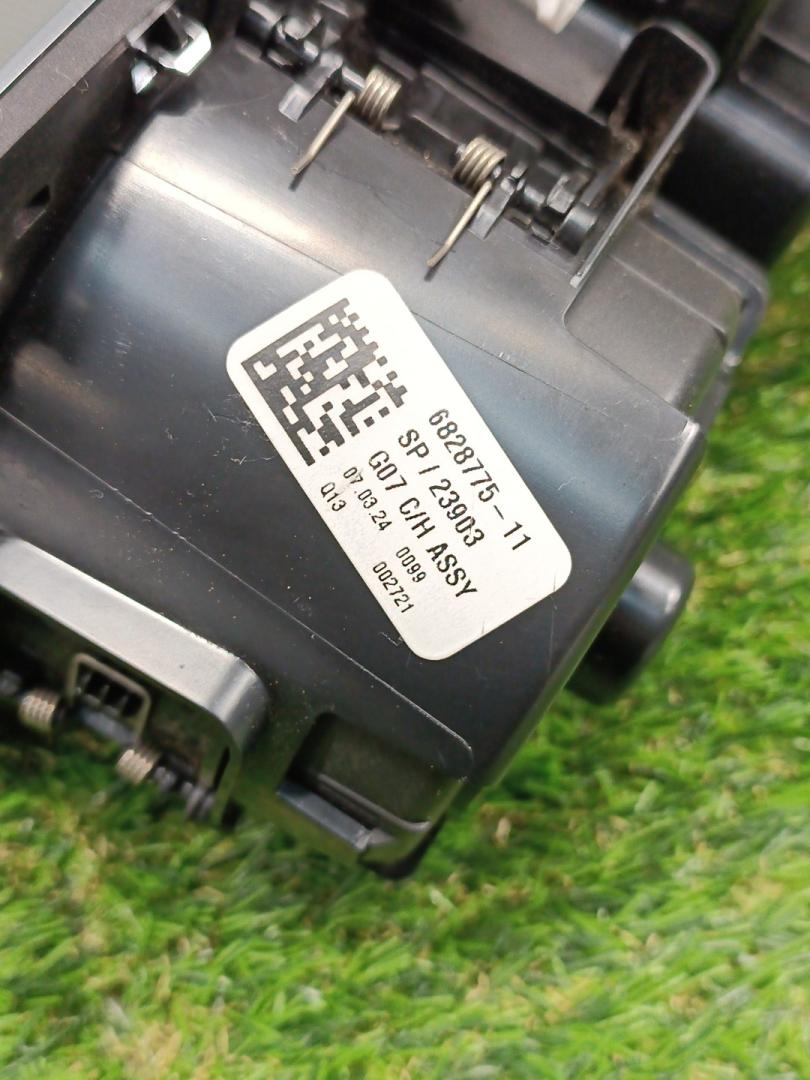 6828775-11
SP/23903
G07 C/H ASSY
07.03.24 0099
Q13 002721